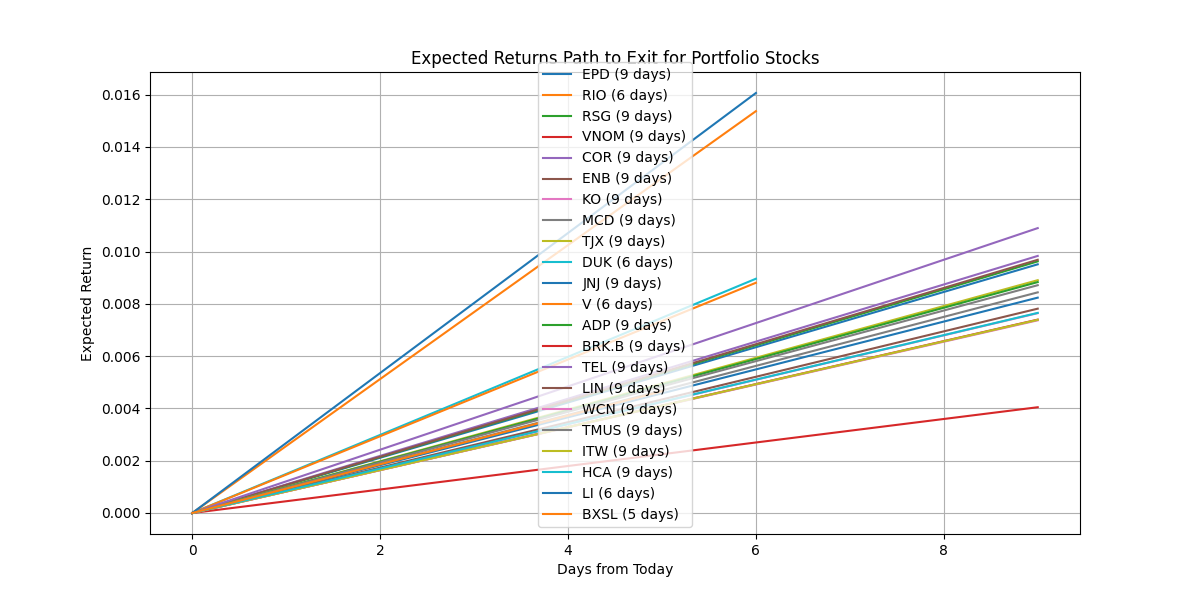 Expected Returns Path to Exit for Portfolio Stocks
EPD (9 days)
RIO (6 days)
RSG (9 days)
VNOM (9 days)
COR (9 days)
ENB (9 days)
KO (9 days)
MCD (9 days)
TJX (9 days)
DUK (6 days)
JNJ (9 days)
V (6 days)
ADP (9 days)
BRK.B (9 days)
TEL (9 days)
LIN (9 days)
WCN (9 days)
TMUS (9 days)
ITW (9 days)
HCA (9 days)
LI (6 days)
BXSL (5 days)
Expected Return
0.016
0.014
0.012
0.010
0.008
0.006
0.004
0.002
0.000
0
2
4
6
8
Days from Today